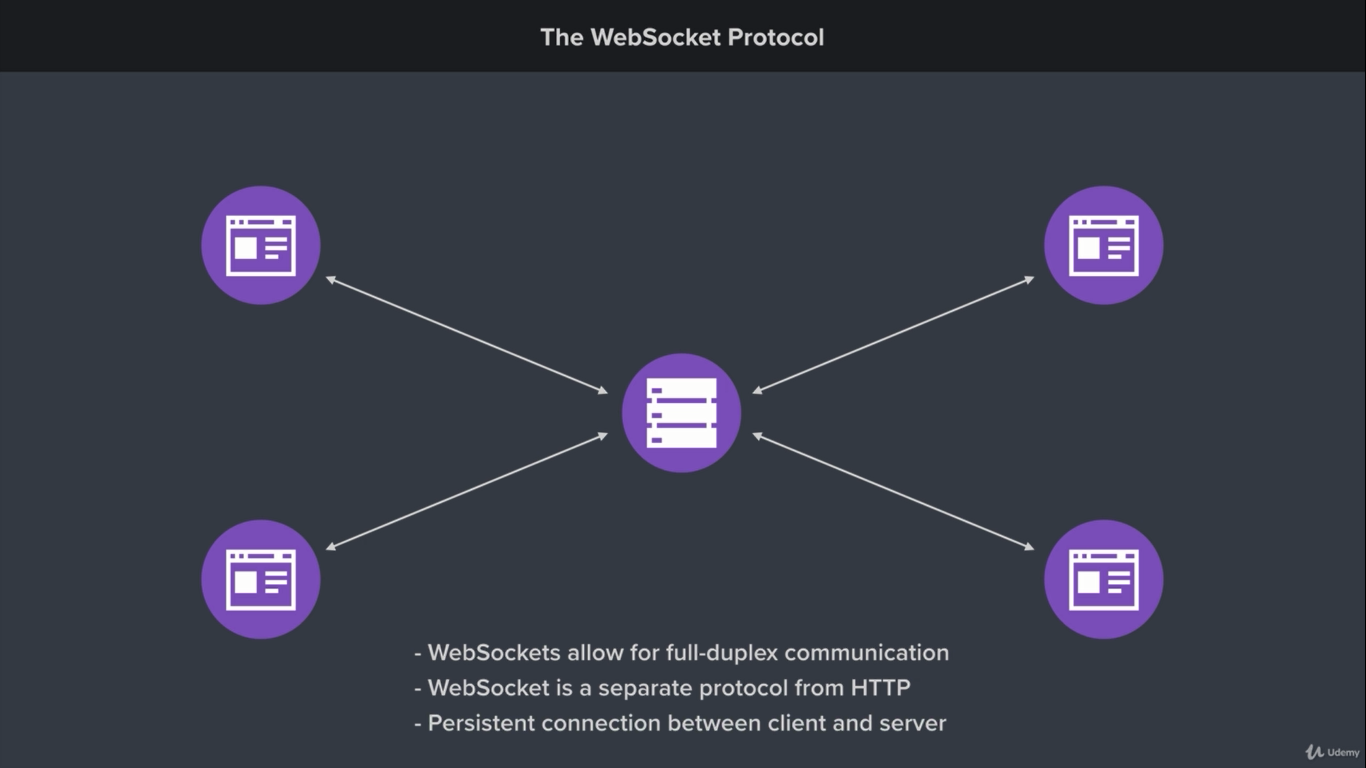 The WebSocket Protocol
- WebSockets allow for full-duplex communication
- WebSocket is a separate protocol from HTTP
- Persistent connection between client and server
Udemy